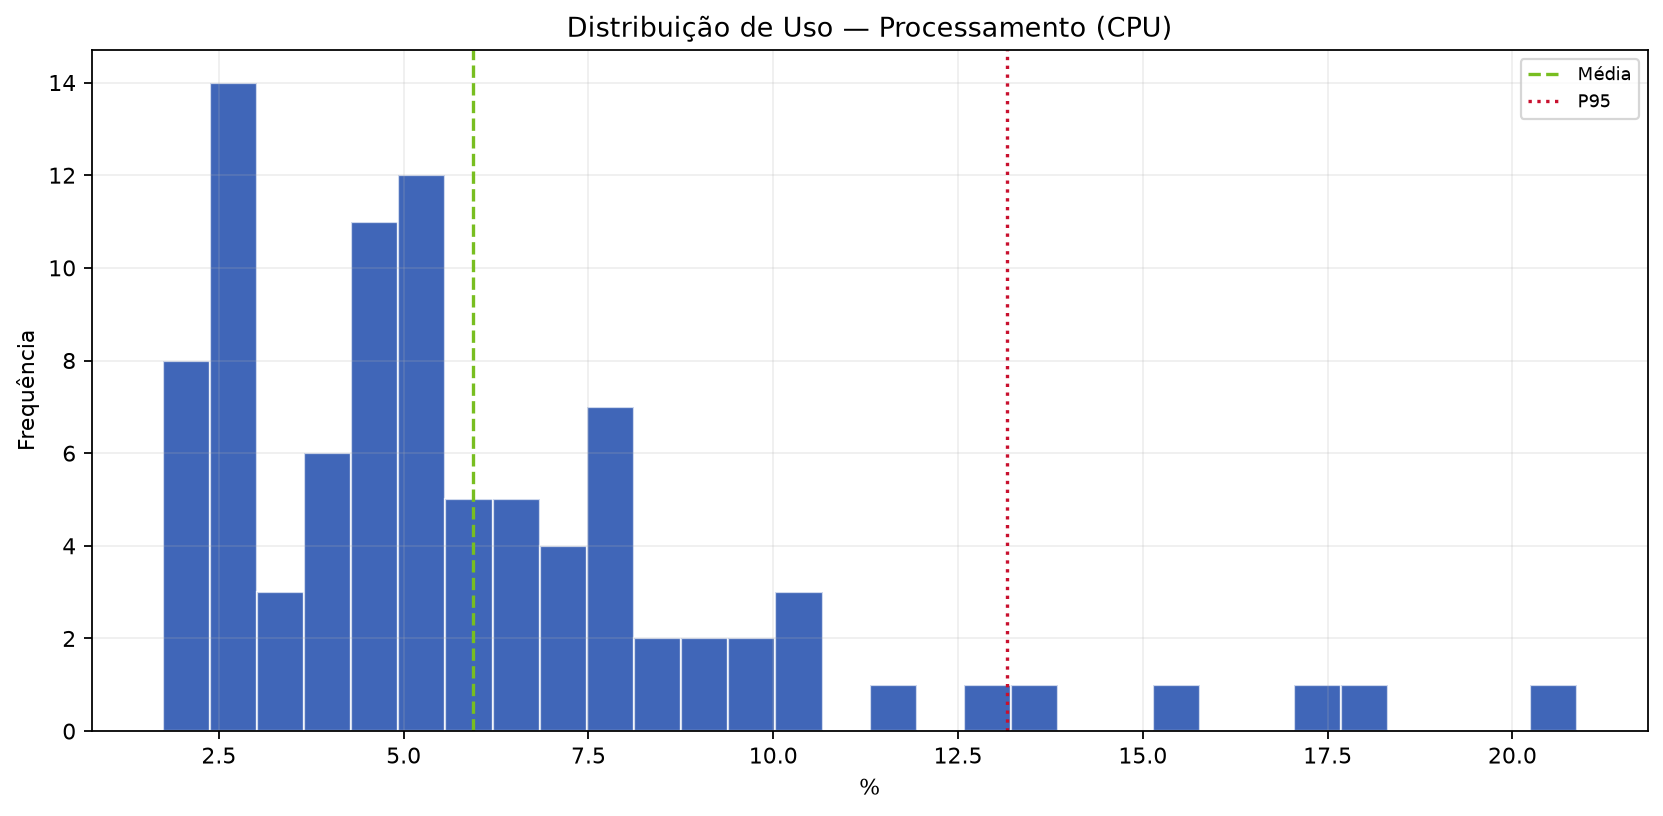 Distribuição de Uso — Processamento (CPU)
Média
P95
14
12
10
8
6
4
2
0
Frequência
2.5 5.0 7.5 10.0 12.5 15.0 17.5 20.0
%